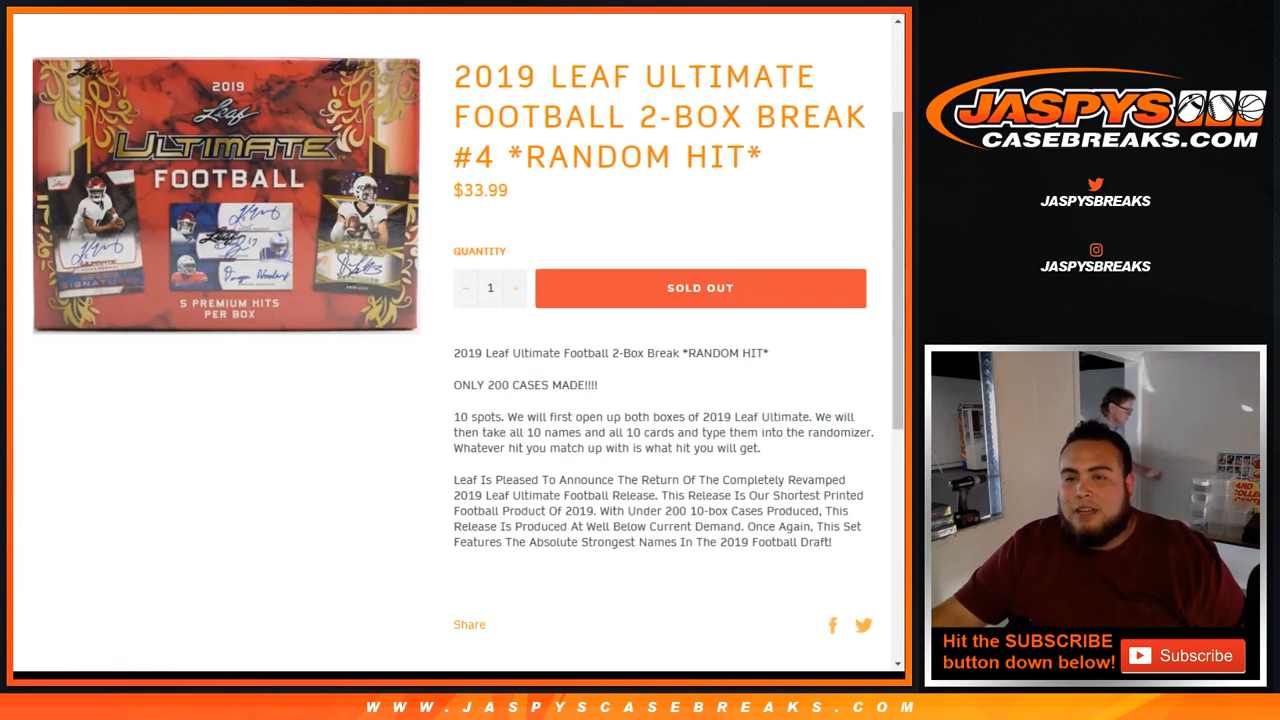 2019
Leaf
ULTIMATE
FOOTBALL
5 PREMIUM HITS
PER BOX
2019 LEAF ULTIMATE
FOOTBALL 2-BOX BREAK
#4 *RANDOM HIT*
$33.99
QUANTITY
− 1 +
SOLD OUT
2019 Leaf Ultimate Football 2-Box Break *RANDOM HIT*
ONLY 200 CASES MADE!!!!
10 spots. We will first open up both boxes of 2019 Leaf Ultimate. We will
then take all 10 names and all 10 cards and type them into the randomizer.
Whatever hit you match up with is what hit you will get.
Leaf Is Pleased To Announce The Return Of The Completely Revamped
2019 Leaf Ultimate Football Release. This Release Is Our Shortest Printed
Football Product Of 2019. With Under 200 10-box Cases Produced, This
Release Is Produced At Well Below Current Demand. Once Again, This Set
Features The Absolute Strongest Names In The 2019 Football Draft!
Share
JASPYS
CASEBREAKS.COM
JASPYSBREAKS
JASPYSBREAKS
Hit the SUBSCRIBE
button down below!
Subscribe
WWW.JASPYSCASEBREAKS.COM